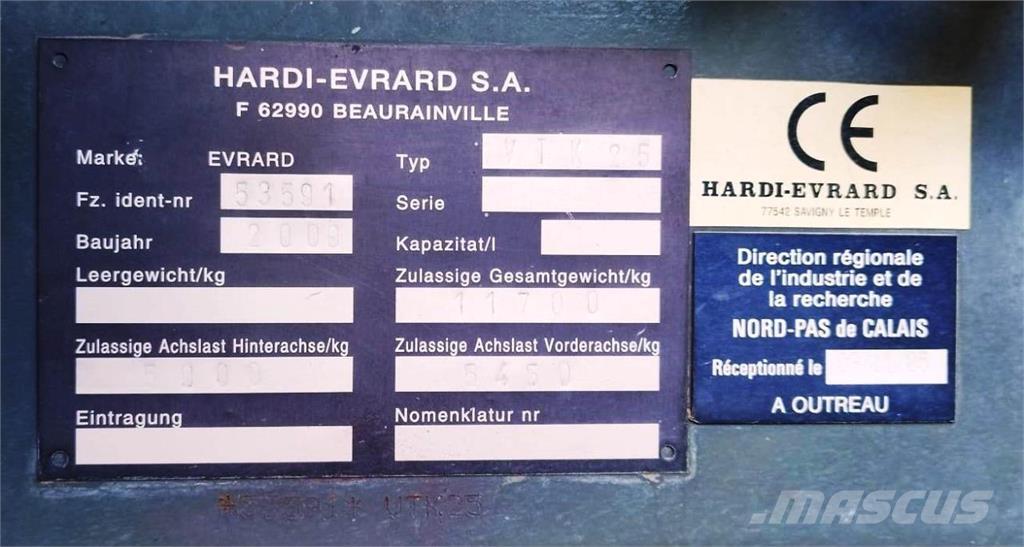 HARDI-EVRARD S.A.
F 62990 BEAURAINVILLE
Marke: EVRARD
Typ VTK 25
Fz. ident-nr 53591
Serie
Baujahr 2009
Kapazitat/l
Leergewicht/kg
Zulassige Gesamtgewicht/kg
11700
Zulassige Achslast Hinterachse/kg
Zulassige Achslast Vorderachse/kg
5450
Eintragung
Nomenklatur nr
CE
HARDI-EVRARD S.A.
77542 SAVIGNY LE TEMPLE
Direction régionale
de l'industrie et de
la recherche
NORD-PAS de CALAIS
Réceptionné le
A OUTREAU
VTK25
.MASCUS